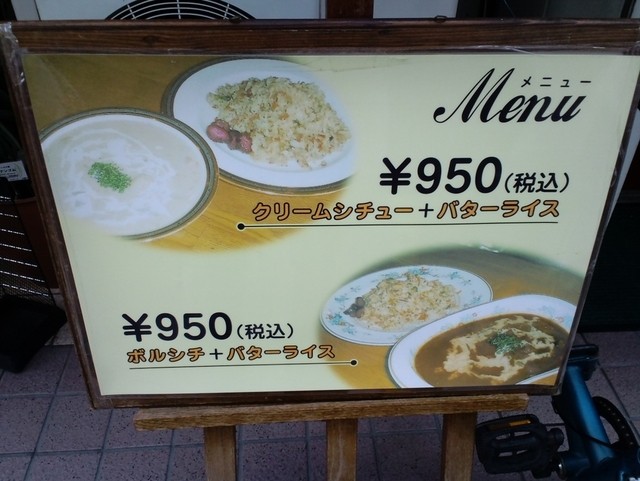 メニュー
Menu
¥950(税込)
クリームシチュー+バターライス
¥950(税込)
ボルシチ+バターライス